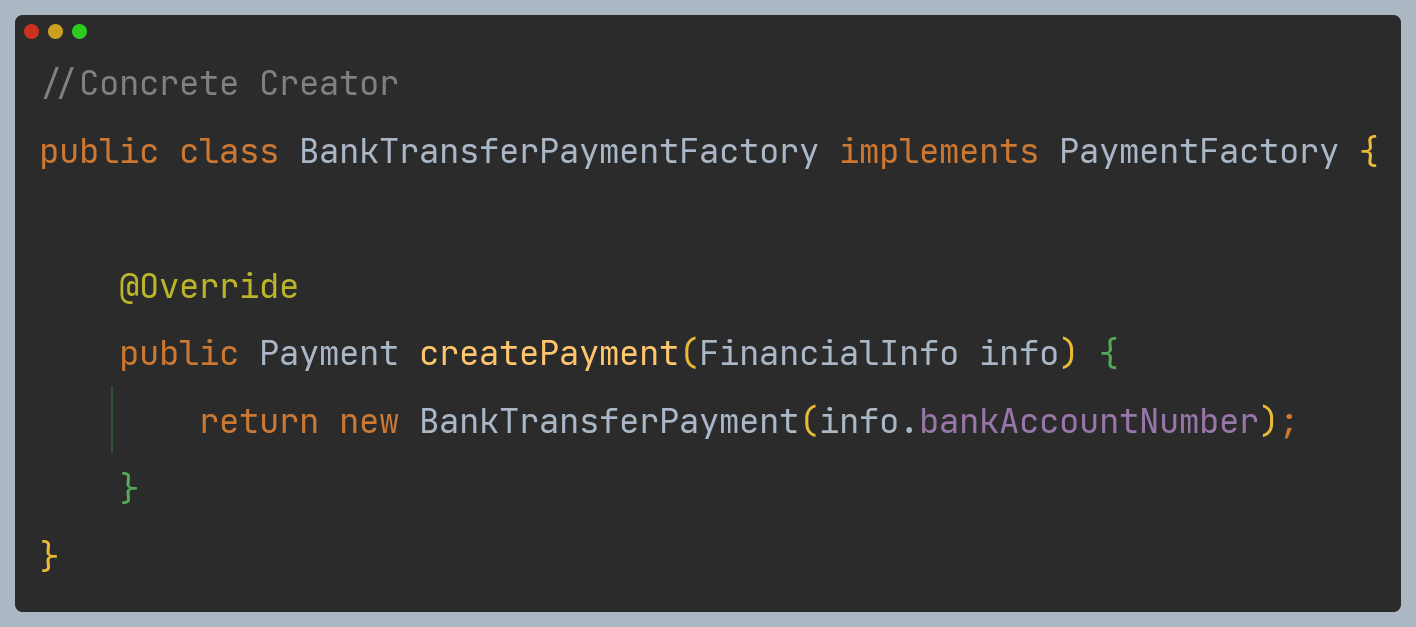 //Concrete Creator
public class BankTransferPaymentFactory implements PaymentFactory {
@Override
public Payment createPayment(FinancialInfo info) {
return new BankTransferPayment(info.bankAccountNumber);
}
}